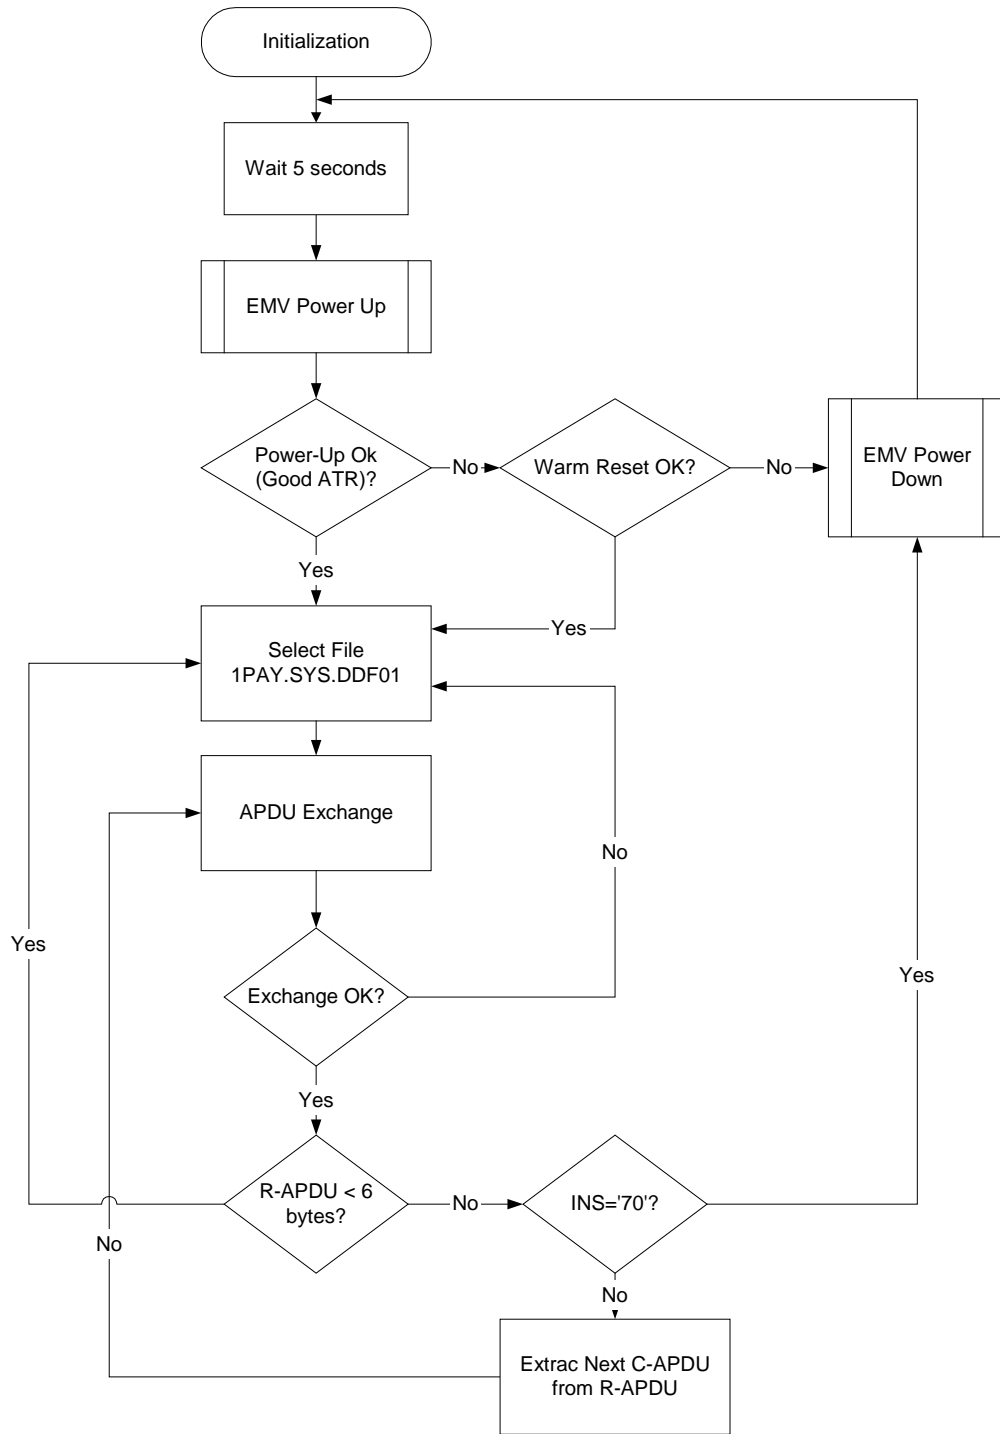 Initialization
Wait 5 seconds
EMV Power Up
Power-Up Ok
(Good ATR)?
No
Warm Reset OK?
No
EMV Power
Down
Yes
Yes
Select File
1PAY.SYS.DDF01
APDU Exchange
No
Yes
Exchange OK?
Yes
Yes
R-APDU < 6
bytes?
No
INS='70'?
No
No
Extrac Next C-APDU
from R-APDU